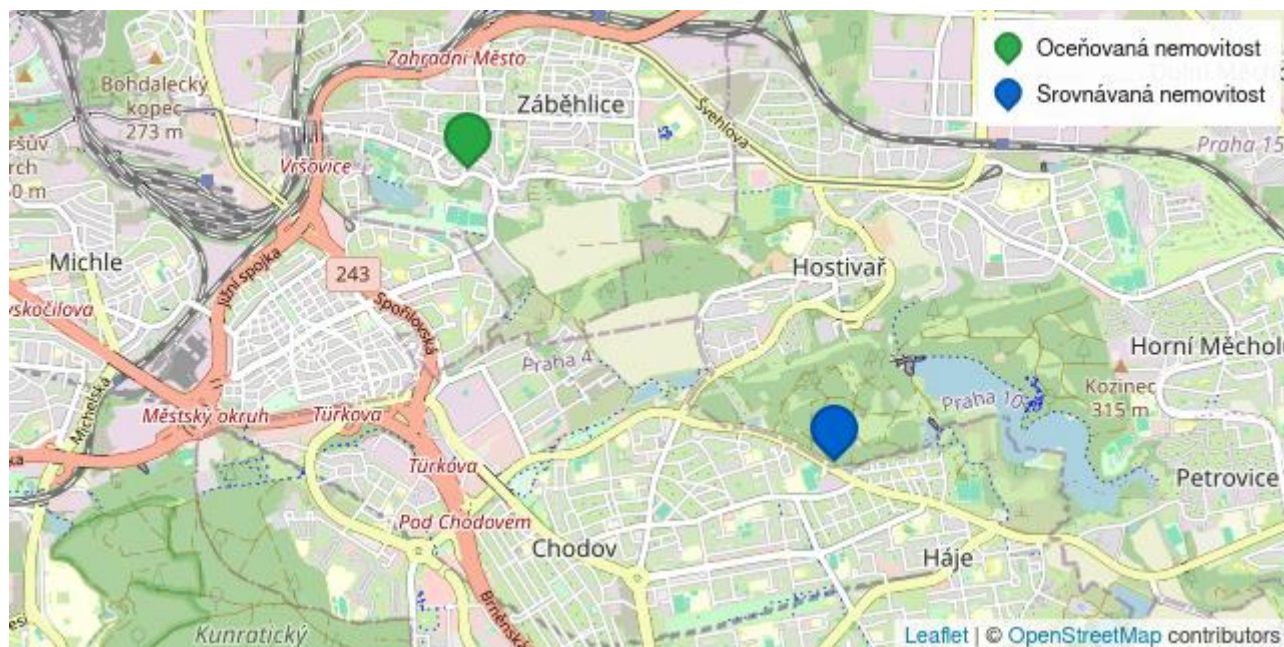 Oceňovaná nemovitost
Srovnávaná nemovitost
Zahradní Město
Bohdalecký
kopec
273 m
Záběhlice
Švehlova
Praha 15
Vršovice
0 m
Michle
Jižní spojka
243
Spořilovská
Hostivař
Praha 4
Horní Měcholu
Kozinec
315 m
Praha 10
Michelská
Městský okruh
Türkova
Türkova
Petrovice
Pod Chodovem
Chodov
Háje
Brněnská
Kunratický
Leaflet | © OpenStreetMap contributors